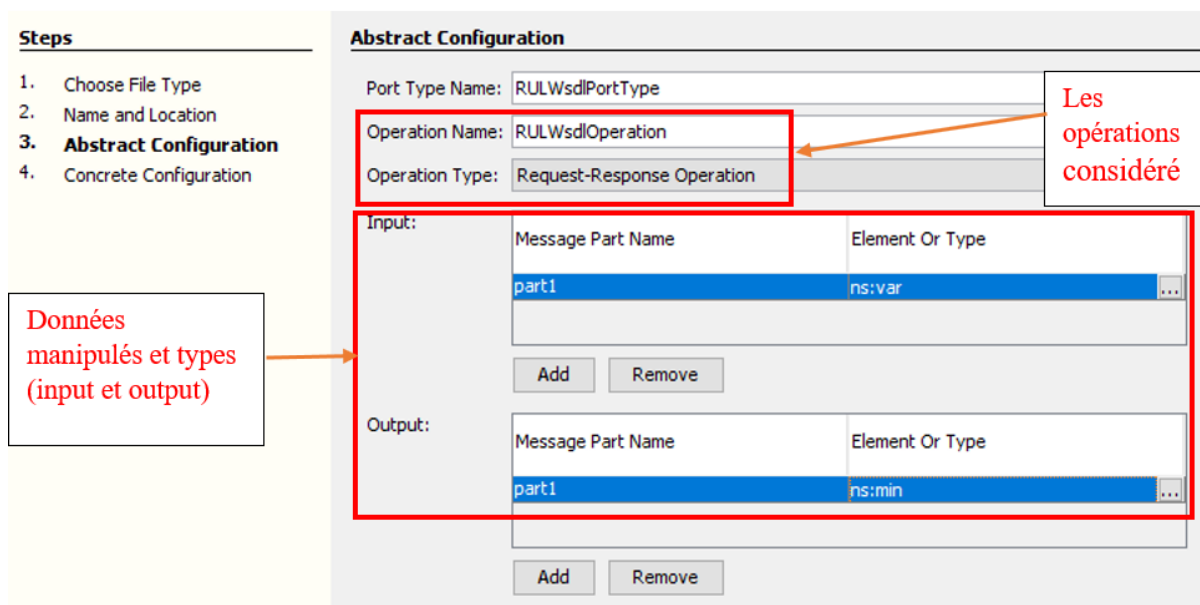 Steps
1. Choose File Type
2. Name and Location
3. Abstract Configuration
4. Concrete Configuration
Abstract Configuration
Port Type Name: RULWsdlPortType
Operation Name: RULWsdlOperation
Operation Type: Request-Response Operation
Les
opérations
considéré
Input:
Message Part Name Element Or Type
part1 ns:var ...
Add Remove
Données
manipulés et types
(input et output)
Output:
Message Part Name Element Or Type
part1 ns:min ...
Add Remove